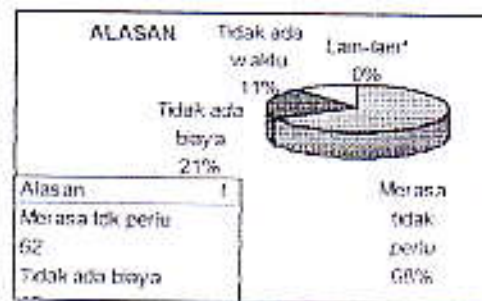 ALASAN
Tidak ada
waktu
11%
Lain-lain*
0%
Tidak ada
biaya
21%
Alasan f
Merasa tdk perlu
62
Tidak ada biaya
Merasa
tidak
perlu
68%